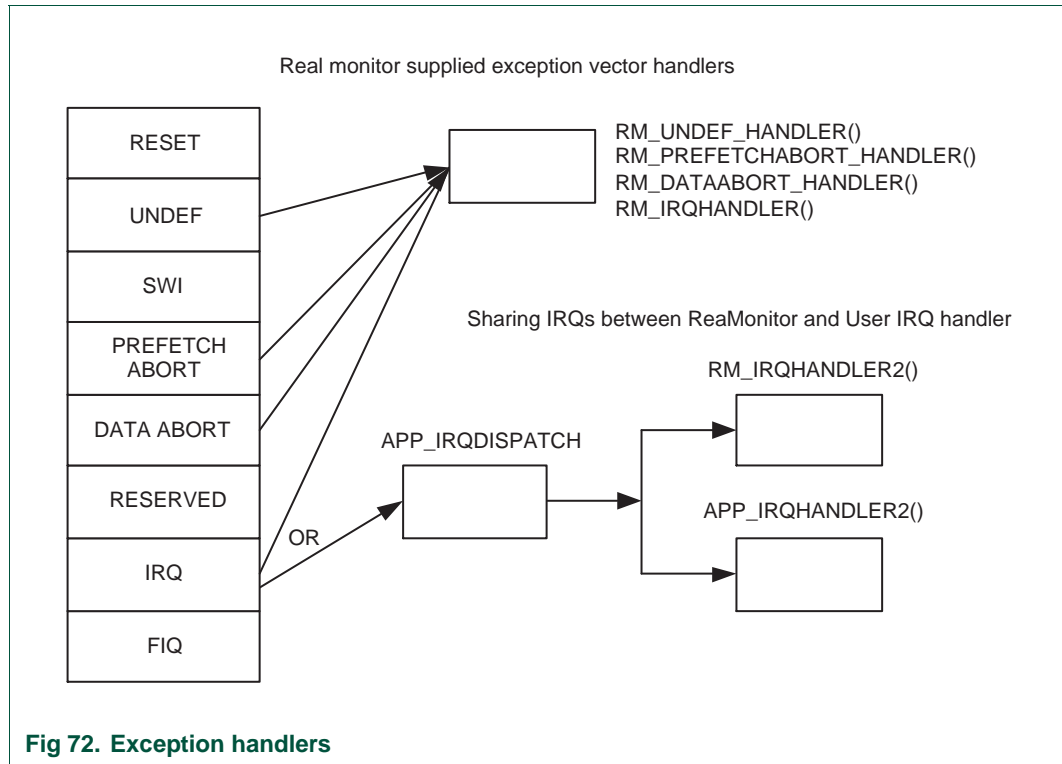 Real monitor supplied exception vector handlers
RESET
UNDEF
SWI
PREFETCH
ABORT
DATA ABORT
RESERVED
IRQ
FIQ
RM_UNDEF_HANDLER()
RM_PREFETCHABORT_HANDLER()
RM_DATAABORT_HANDLER()
RM_IRQHANDLER()
Sharing IRQs between ReaMonitor and User IRQ handler
RM_IRQHANDLER2()
APP_IRQDISPATCH
APP_IRQHANDLER2()
OR
Fig 72. Exception handlers